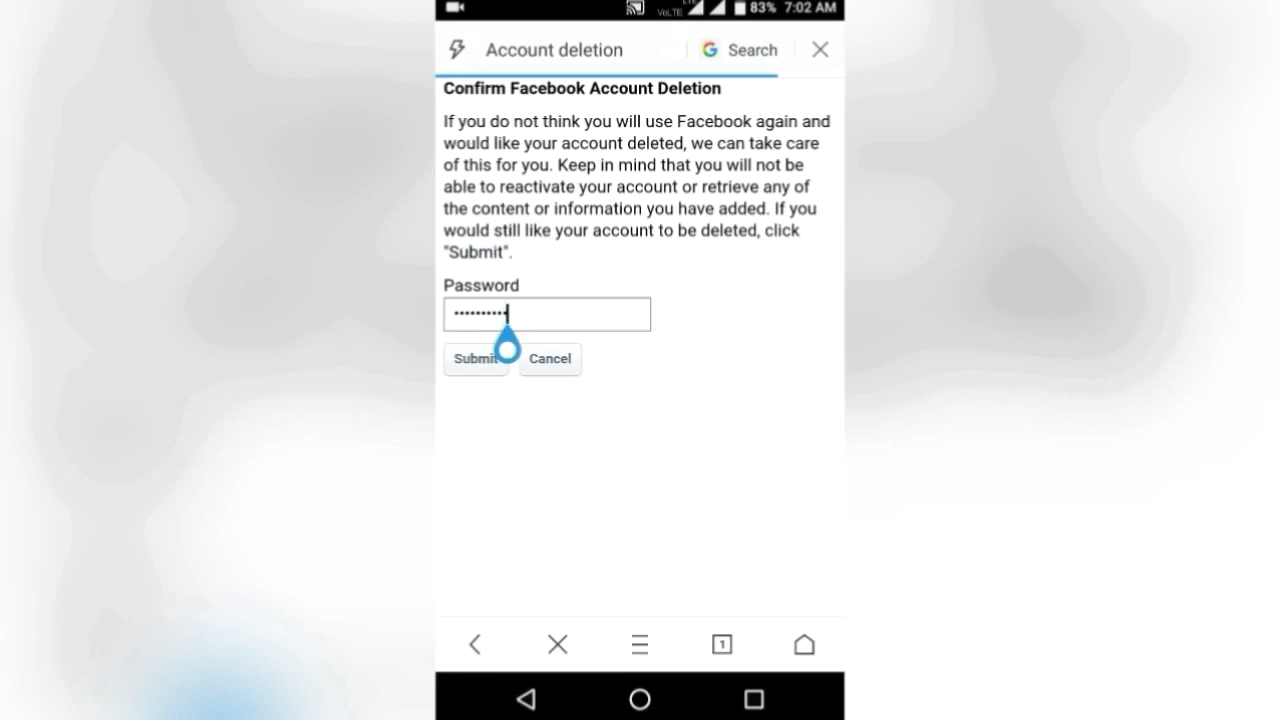 VoLTE LTE 83% 7:02 AM
Account deletion G Search
Confirm Facebook Account Deletion
If you do not think you will use Facebook again and
would like your account deleted, we can take care
of this for you. Keep in mind that you will not be
able to reactivate your account or retrieve any of
the content or information you have added. If you
would still like your account to be deleted, click
"Submit".
Password
••••••••••
Submit Cancel
1